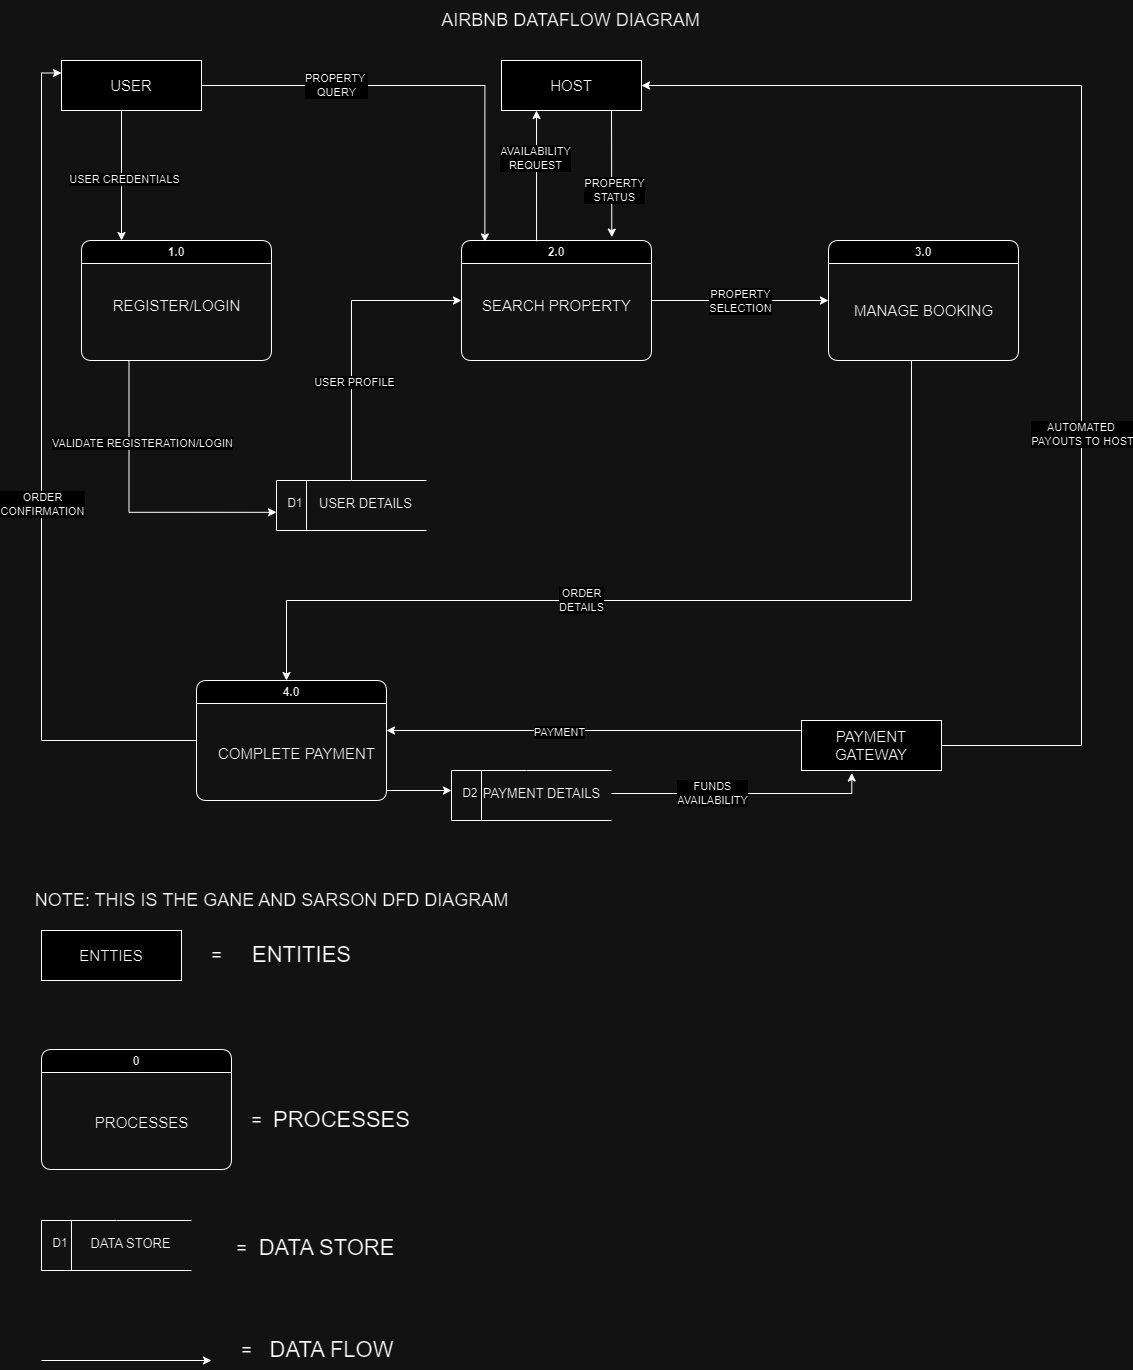 AIRBNB DATAFLOW DIAGRAM
USER
PROPERTY
QUERY
HOST
AVAILABILITY
REQUEST
USER CREDENTIALS
PROPERTY
STATUS
1.0
REGISTER/LOGIN
2.0
SEARCH PROPERTY
PROPERTY
SELECTION
3.0
MANAGE BOOKING
USER PROFILE
VALIDATE REGISTERATION/LOGIN
AUTOMATED
PAYOUTS TO HOST
ORDER
CONFIRMATION
D1
USER DETAILS
ORDER
DETAILS
4.0
COMPLETE PAYMENT
PAYMENT
PAYMENT
GATEWAY
D2
PAYMENT DETAILS
FUNDS
AVAILABILITY
NOTE: THIS IS THE GANE AND SARSON DFD DIAGRAM
ENTTIES
=
ENTITIES
0
PROCESSES
=
PROCESSES
D1
DATA STORE
=
DATA STORE
=
DATA FLOW